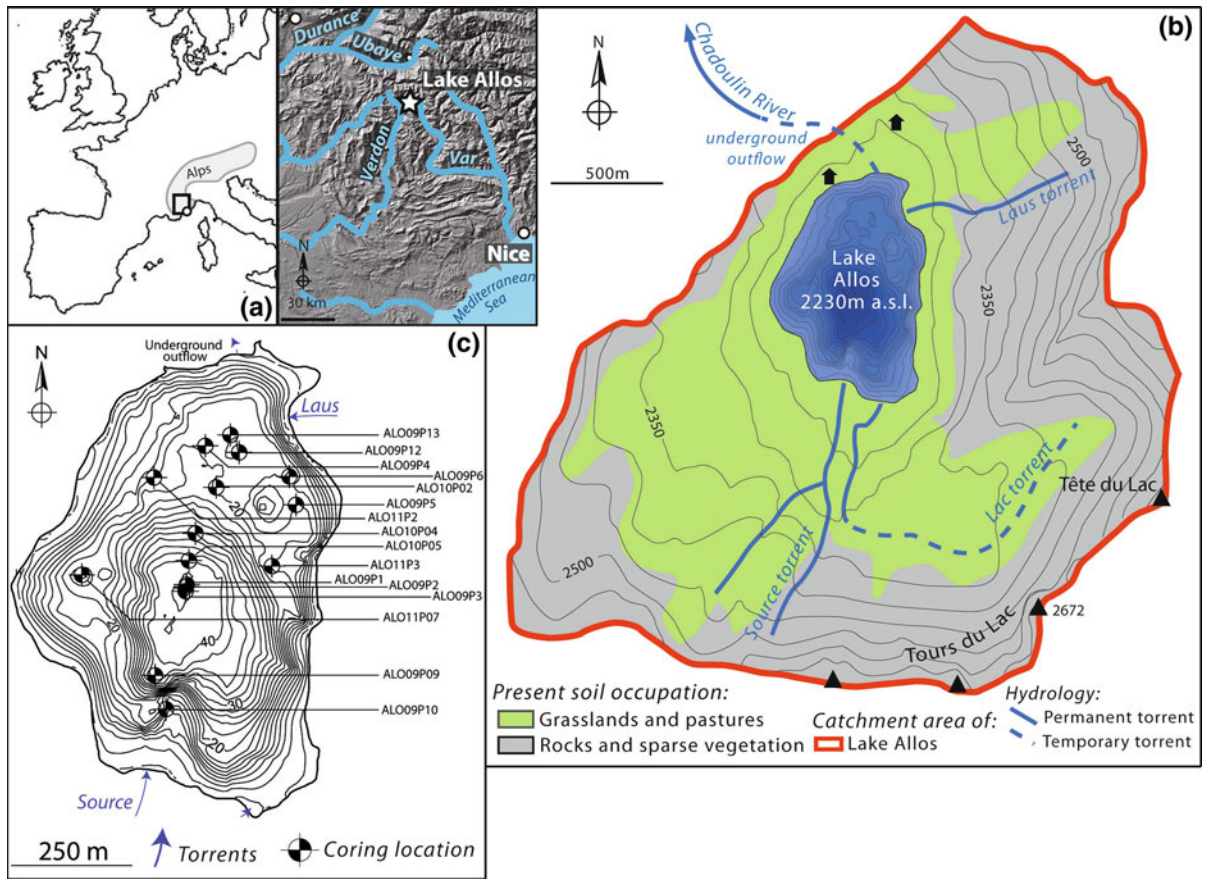 Alps
(a)
Durance
Ubaye
Lake Allos
Verdon
Var
Nice
N
30 km
Mediterranean
Sea
(b)
N
500m
Chadoulin River
underground
outflow
2500
Laus torrent
Lake
Allos
2230m a.s.l.
2350
2350
Lac torrent
Tête du Lac
2500
Source torrent
Tours du Lac
2672
Present soil occupation:
Grasslands and pastures
Rocks and sparse vegetation
Catchment area of:
Lake Allos
Hydrology:
Permanent torrent
Temporary torrent
(c)
N
Underground
outflow
Laus
ALO09P13
ALO09P12
ALO09P4
ALO09P6
ALO10P02
ALO09P5
ALO11P2
ALO10P04
ALO10P05
ALO11P3
ALO09P1
ALO09P2
ALO09P3
ALO11P07
ALO09P09
ALO09P10
-20
-20
-40
-30
-20
Source
250 m
Torrents
Coring location